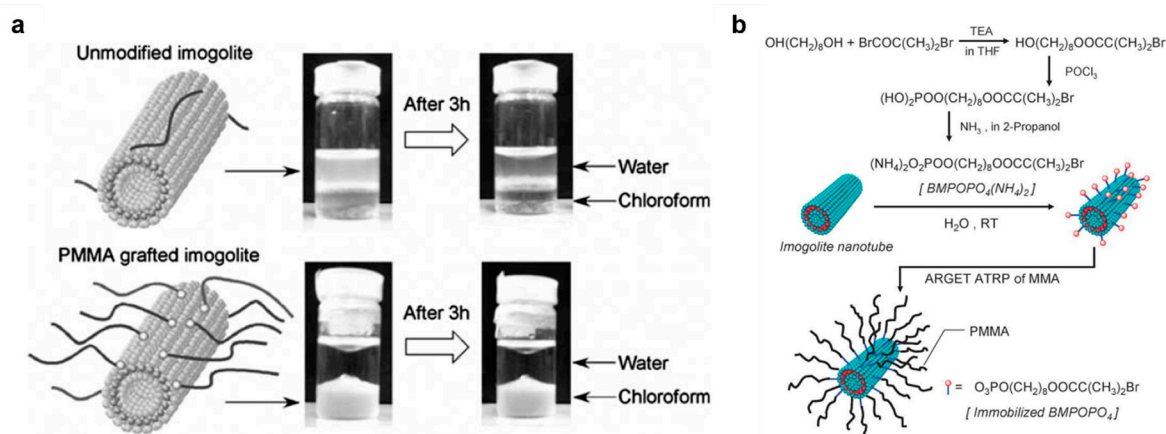 a
Unmodified imogolite
After 3h
Water
Chloroform
PMMA grafted imogolite
After 3h
Water
Chloroform
b
OH(CH₂)₈OH + BrCOC(CH₃)₂Br
TEA
in THF
HO(CH₂)₈OOCC(CH₃)₂Br
POCl₃
(HO)₂POO(CH₂)₈OOCC(CH₃)₂Br
NH₃ , in 2-Propanol
(NH₄)₂O₂POO(CH₂)₈OOCC(CH₃)₂Br
[ BMPOPO₄(NH₄)₂ ]
H₂O , RT
Imogolite nanotube
ARGET ATRP of MMA
PMMA
= O₃PO(CH₂)₈OOCC(CH₃)₂Br
[ Immobilized BMPOPO₄ ]